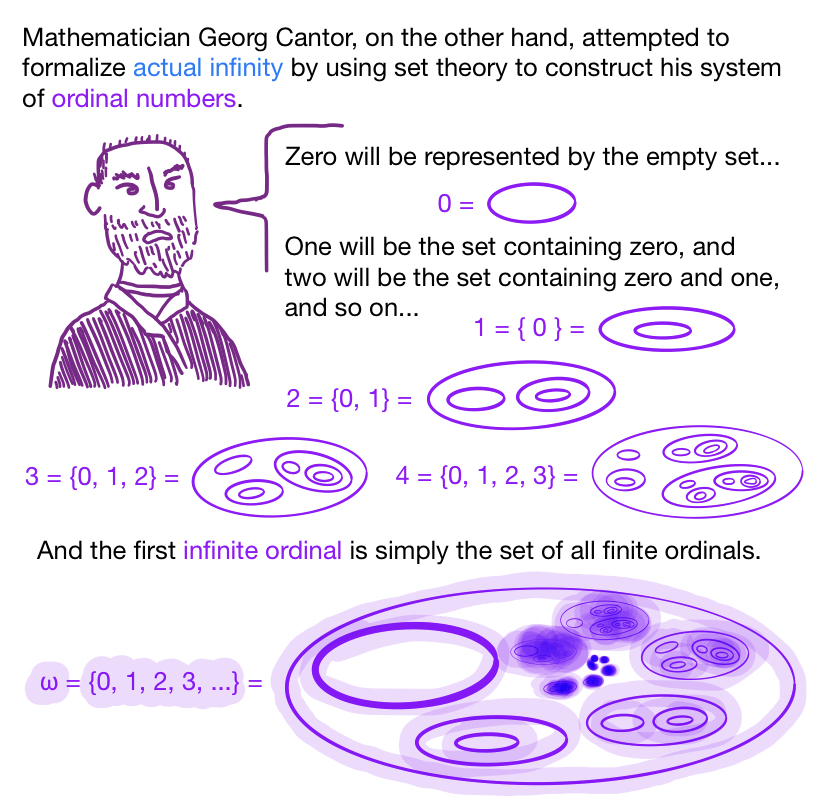 Mathematician Georg Cantor, on the other hand, attempted to
formalize actual infinity by using set theory to construct his system
of ordinal numbers.
Zero will be represented by the empty set...
0 =
One will be the set containing zero, and
two will be the set containing zero and one,
and so on...
1 = { 0 } =
2 = {0, 1} =
3 = {0, 1, 2} =
4 = {0, 1, 2, 3} =
And the first infinite ordinal is simply the set of all finite ordinals.
ω = {0, 1, 2, 3, ...} =